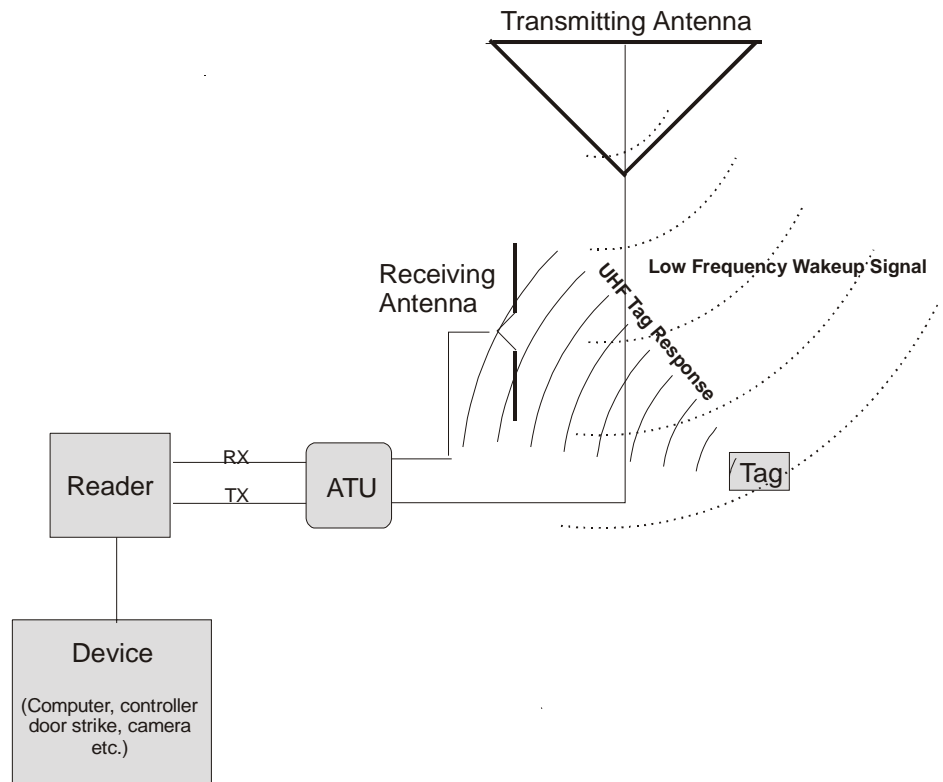 Transmitting Antenna
Low Frequency Wakeup Signal
Receiving
Antenna
UHF Tag Response
RX
Reader
ATU
Tag
TX
Device
(Computer, controller
door strike, camera
etc.)